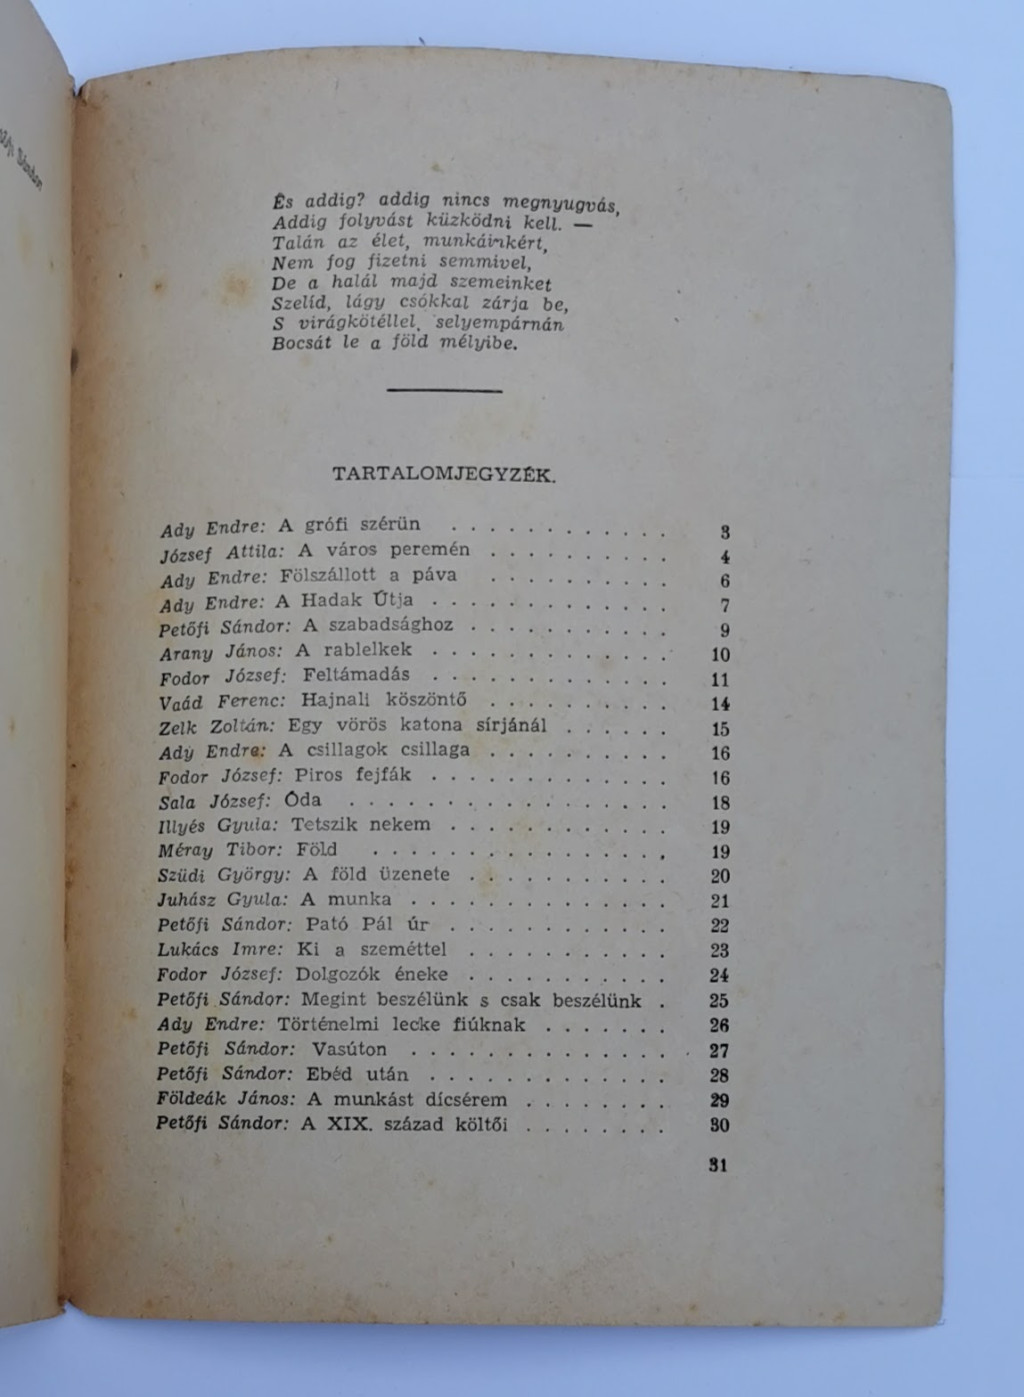 És addig? addig nincs megnyugvás,
Addig folyvást küzködni kell. —
Talán az élet, munkáinkért,
Nem fog fizetni semmivel,
De a halál majd szemeinket
Szelíd, lágy csókkal zárja be,
S virágkötéllel, selyempárnán
Bocsát le a föld mélyibe.
TARTALOMJEGYZÉK.
Ady Endre: A grófi szérün . . . . . . . . . . . . 3
József Attila: A város peremén . . . . . . . . . . 4
Ady Endre: Fölszállott a páva . . . . . . . . . . 6
Ady Endre: A Hadak Útja . . . . . . . . . . . . . 7
Petőfi Sándor: A szabadsághoz . . . . . . . . . . . 9
Arany János: A rablelkek . . . . . . . . . . . . . 10
Fodor József: Feltámadás . . . . . . . . . . . . . 11
Vaád Ferenc: Hajnali köszöntő . . . . . . . . . . 14
Zelk Zoltán: Egy vörös katona sírjánál . . . . . . 15
Ady Endre: A csillagok csillaga . . . . . . . . . . 16
Fodor József: Piros fejfák . . . . . . . . . . . . . 16
Sala József: Óda . . . . . . . . . . . . . . . . . 18
Illyés Gyula: Tetszik nekem . . . . . . . . . . . . 19
Méray Tibor: Föld . . . . . . . . . . . . . . . . 19
Szüdi György: A föld üzenete . . . . . . . . . . . 20
Juhász Gyula: A munka . . . . . . . . . . . . . . 21
Petőfi Sándor: Pató Pál úr . . . . . . . . . . . . 22
Lukács Imre: Ki a szeméttel . . . . . . . . . . . 23
Fodor József: Dolgozók éneke . . . . . . . . . . . 24
Petőfi Sándor: Megint beszélünk s csak beszélünk . 25
Ady Endre: Történelmi lecke fiúknak . . . . . . . 26
Petőfi Sándor: Vasúton . . . . . . . . . . . . . . 27
Petőfi Sándor: Ebéd után . . . . . . . . . . . . . 28
Földeák János: A munkást dícsérem . . . . . . . . 29
Petőfi Sándor: A XIX. század költői . . . . . . . . 30
31